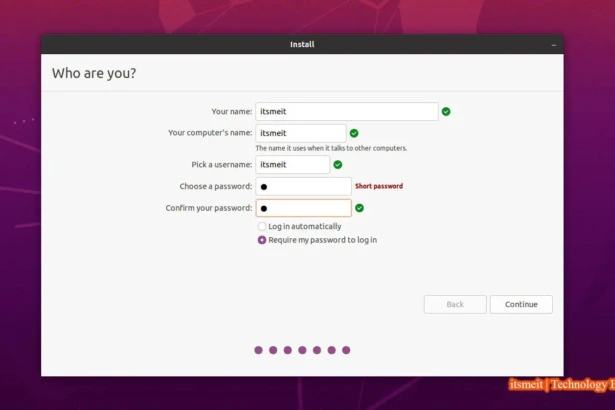 Install
Who are you?
Your name: itsmeit
Your computer's name: itsmeit
The name it uses when it talks to other computers.
Pick a username: itsmeit
Choose a password: ● Short password
Confirm your password: ●
Log in automatically
Require my password to log in
Back Continue
itsmeit | Technology